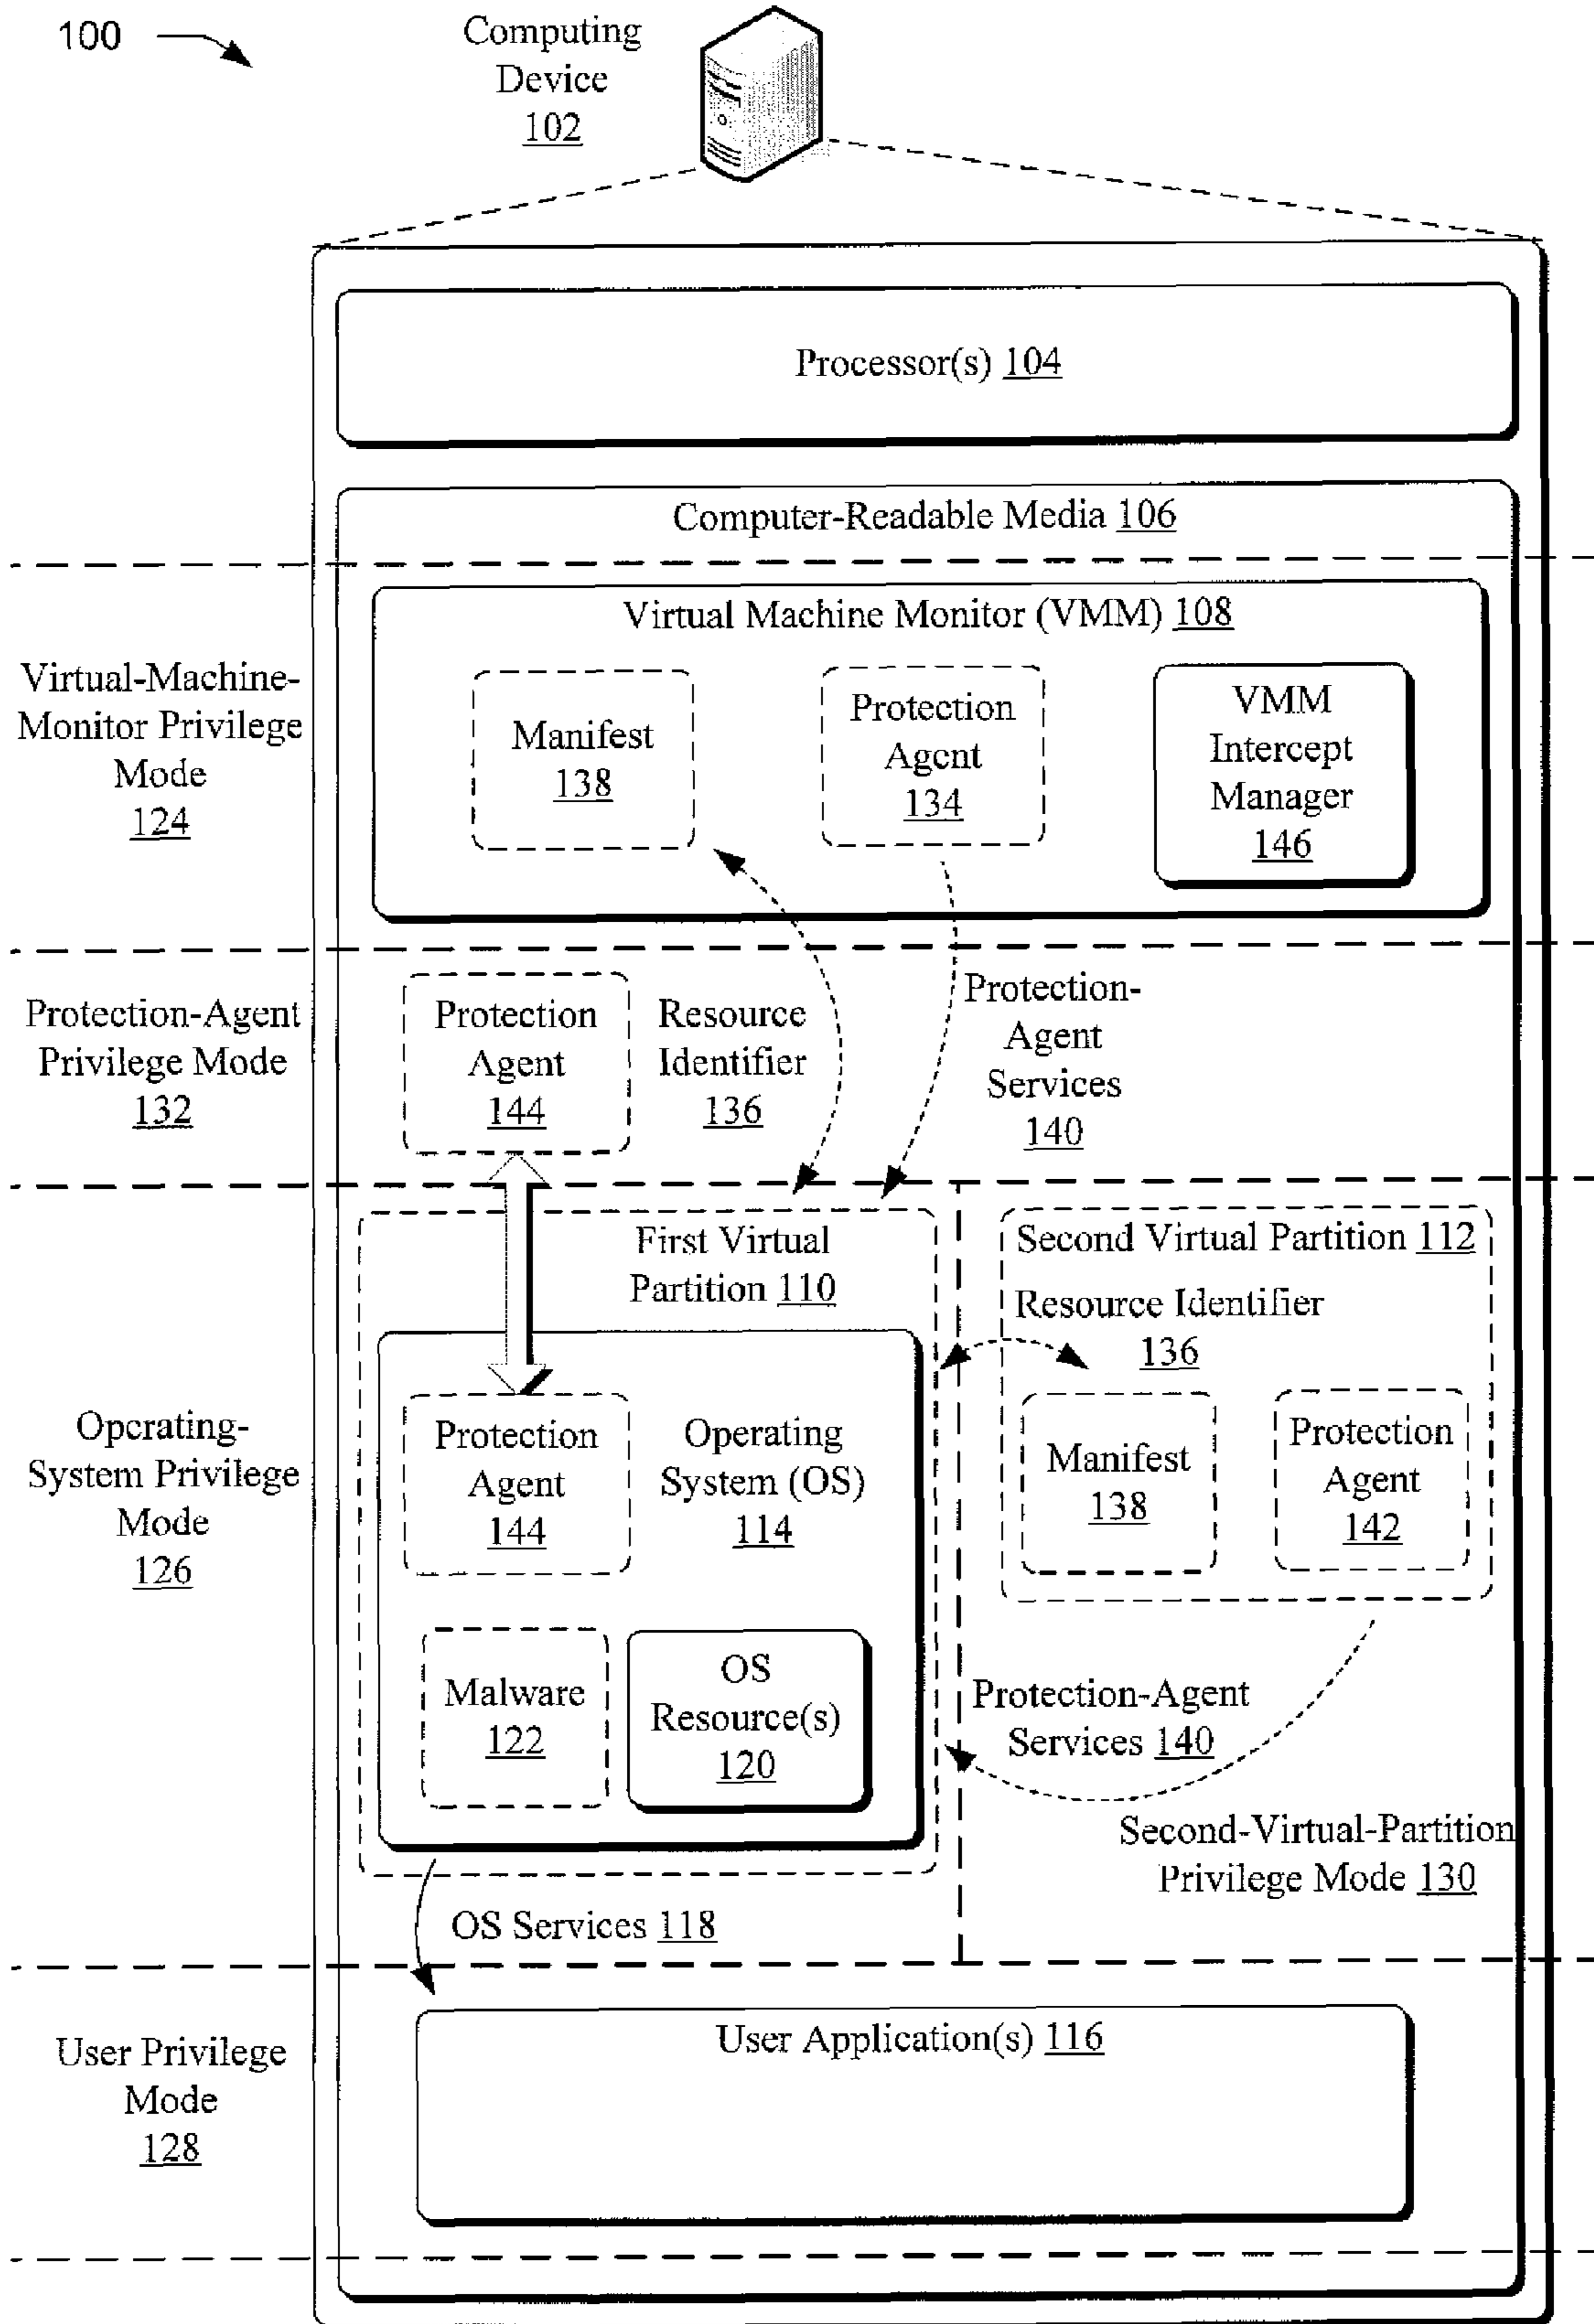 100
Computing
Device
102
Processor(s) 104
Computer-Readable Media 106
Virtual Machine Monitor (VMM) 108
Virtual-Machine-
Monitor Privilege
Mode
124
Manifest
138
Protection
Agent
134
VMM
Intercept
Manager
146
Protection-Agent
Privilege Mode
132
Protection
Agent
144
Resource
Identifier
136
Protection-
Agent
Services
140
First Virtual
Partition 110
Second Virtual Partition 112
Resource Identifier
136
Operating-
System Privilege
Mode
126
Protection
Agent
144
Operating
System (OS)
114
Manifest
138
Protection
Agent
142
Malware
122
OS
Resource(s)
120
Protection-Agent
Services 140
Second-Virtual-Partition
Privilege Mode 130
OS Services 118
User Privilege
Mode
128
User Application(s) 116